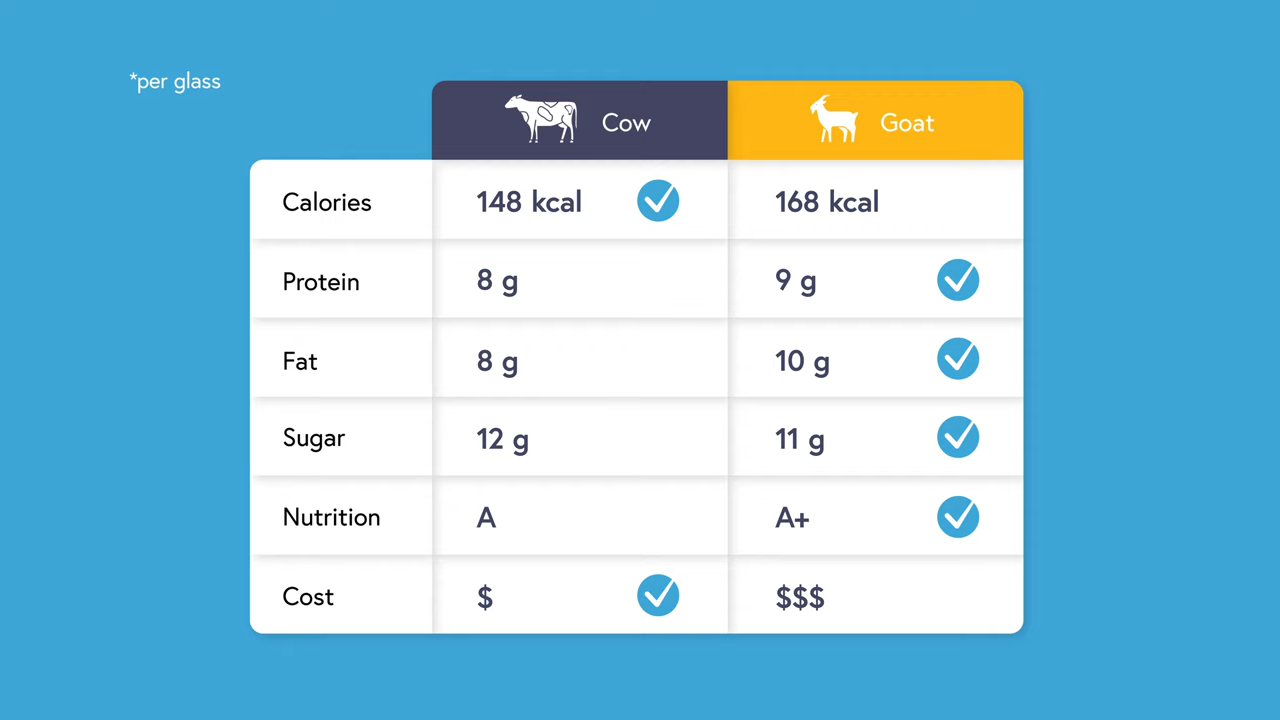 *per glass
Cow Goat
Calories 148 kcal 168 kcal
Protein 8 g 9 g
Fat 8 g 10 g
Sugar 12 g 11 g
Nutrition A A+
Cost $ $$$